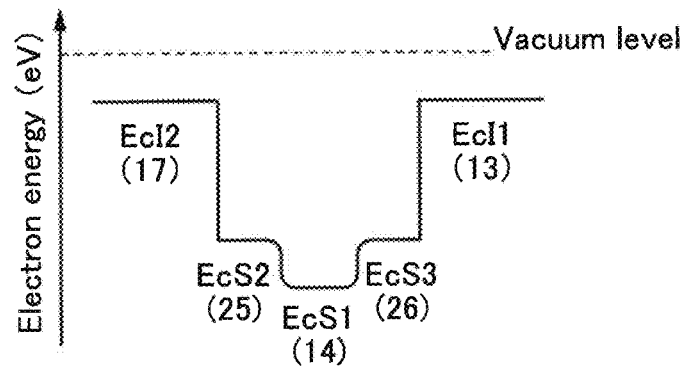 Electron energy (eV)
Vacuum level
EcI2
(17)
EcI1
(13)
EcS2
(25)
EcS3
(26)
EcS1
(14)